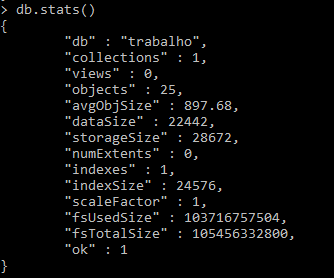 > db.stats()
{
        "db" : "trabalho",
        "collections" : 1,
        "views" : 0,
        "objects" : 25,
        "avgObjSize" : 897.68,
        "dataSize" : 22442,
        "storageSize" : 28672,
        "numExtents" : 0,
        "indexes" : 1,
        "indexSize" : 24576,
        "scaleFactor" : 1,
        "fsUsedSize" : 103716757504,
        "fsTotalSize" : 105456332800,
        "ok" : 1
}